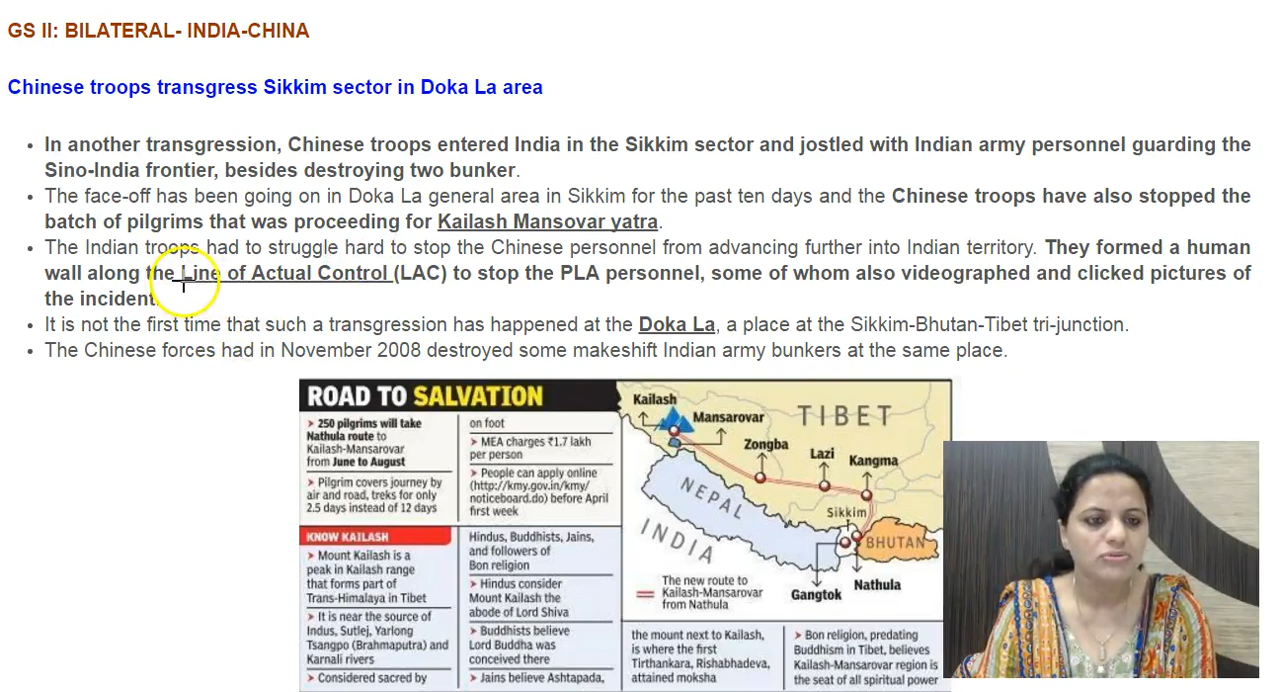 GS II: BILATERAL- INDIA-CHINA
Chinese troops transgress Sikkim sector in Doka La area
• In another transgression, Chinese troops entered India in the Sikkim sector and jostled with Indian army personnel guarding the
Sino-India frontier, besides destroying two bunker.
• The face-off has been going on in Doka La general area in Sikkim for the past ten days and the Chinese troops have also stopped the
batch of pilgrims that was proceeding for Kailash Mansovar yatra.
• The Indian troops had to struggle hard to stop the Chinese personnel from advancing further into Indian territory. They formed a human
wall along the Line of Actual Control (LAC) to stop the PLA personnel, some of whom also videographed and clicked pictures of
the incident.
• It is not the first time that such a transgression has happened at the Doka La, a place at the Sikkim-Bhutan-Tibet tri-junction.
• The Chinese forces had in November 2008 destroyed some makeshift Indian army bunkers at the same place.
ROAD TO SALVATION
➤ 250 pilgrims will take
Nathula route to
Kailash-Mansarovar
from June to August
➤ Pilgrim covers journey by
air and road, treks for only
2.5 days instead of 12 days
on foot
➤ MEA charges ₹1.7 lakh
per person
➤ People can apply online
(http://kmy.gov.in/kmy/
noticeboard.do) before April
first week
KNOW KAILASH
➤ Mount Kailash is a
peak in Kailash range
that forms part of
Trans-Himalaya in Tibet
➤ It is near the source of
Indus, Sutlej, Yarlong
Tsangpo (Brahmaputra) and
Karnali rivers
➤ Considered sacred by
Hindus, Buddhists, Jains,
and followers of
Bon religion
➤ Hindus consider
Mount Kailash the
abode of Lord Shiva
➤ Buddhists believe
Lord Buddha was
conceived there
➤ Jains believe Ashtapada,
the mount next to Kailash,
is where the first
Tirthankara, Rishabhadeva,
attained moksha
➤ Bon religion, predating
Buddhism in Tibet, believes
Kailash-Mansarovar region is
the seat of all spiritual power
Kailash
Mansarovar
TIBET
Zongba
Lazi
Kangma
NEPAL
Sikkim
INDIA
BHUTAN
The new route to
Kailash-Mansarovar
from Nathula
Gangtok
Nathula